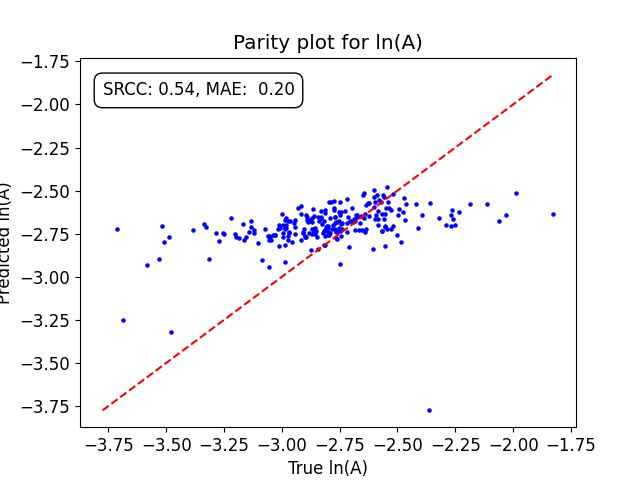 Parity plot for ln(A)
SRCC: 0.54, MAE:  0.20
−1.75
−2.00
−2.25
−2.50
−2.75
−3.00
−3.25
−3.50
−3.75
Predicted ln(A)
−3.75 −3.50 −3.25 −3.00 −2.75 −2.50 −2.25 −2.00 −1.75
True ln(A)